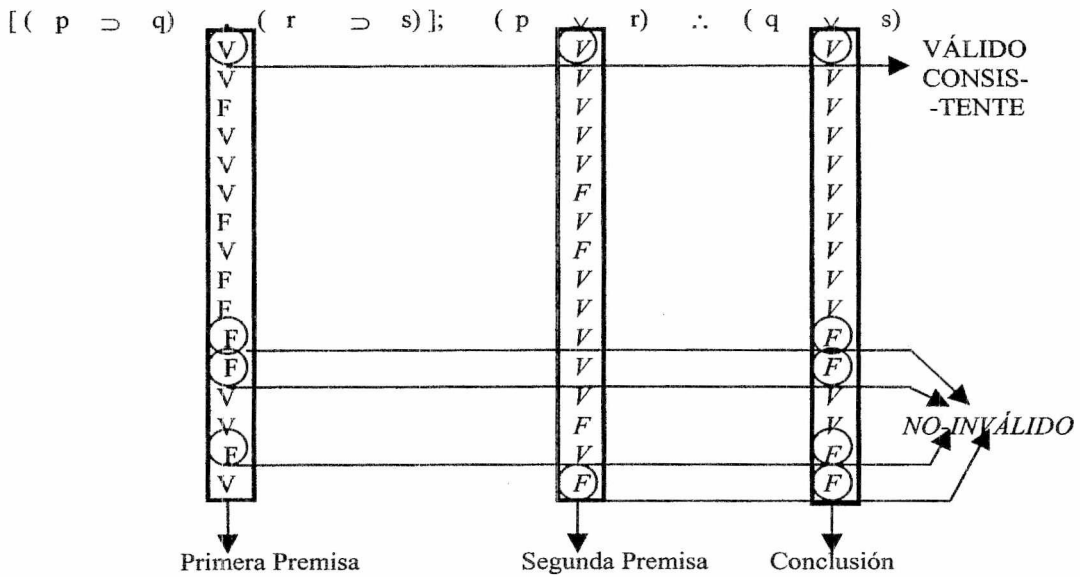 [( p ⊃ q) ( r ⊃ s)]; ( p v r) ∴ ( q v s)
V V V VÁLIDO
V V V CONSIS-
F V V -TENTE
V V V
V V V
V F V
F V V
V F V
F V V
F V V
F V F
F V F
V V V
V F V NO-INVÁLIDO
F V F
V F F
Primera Premisa Segunda Premisa Conclusión